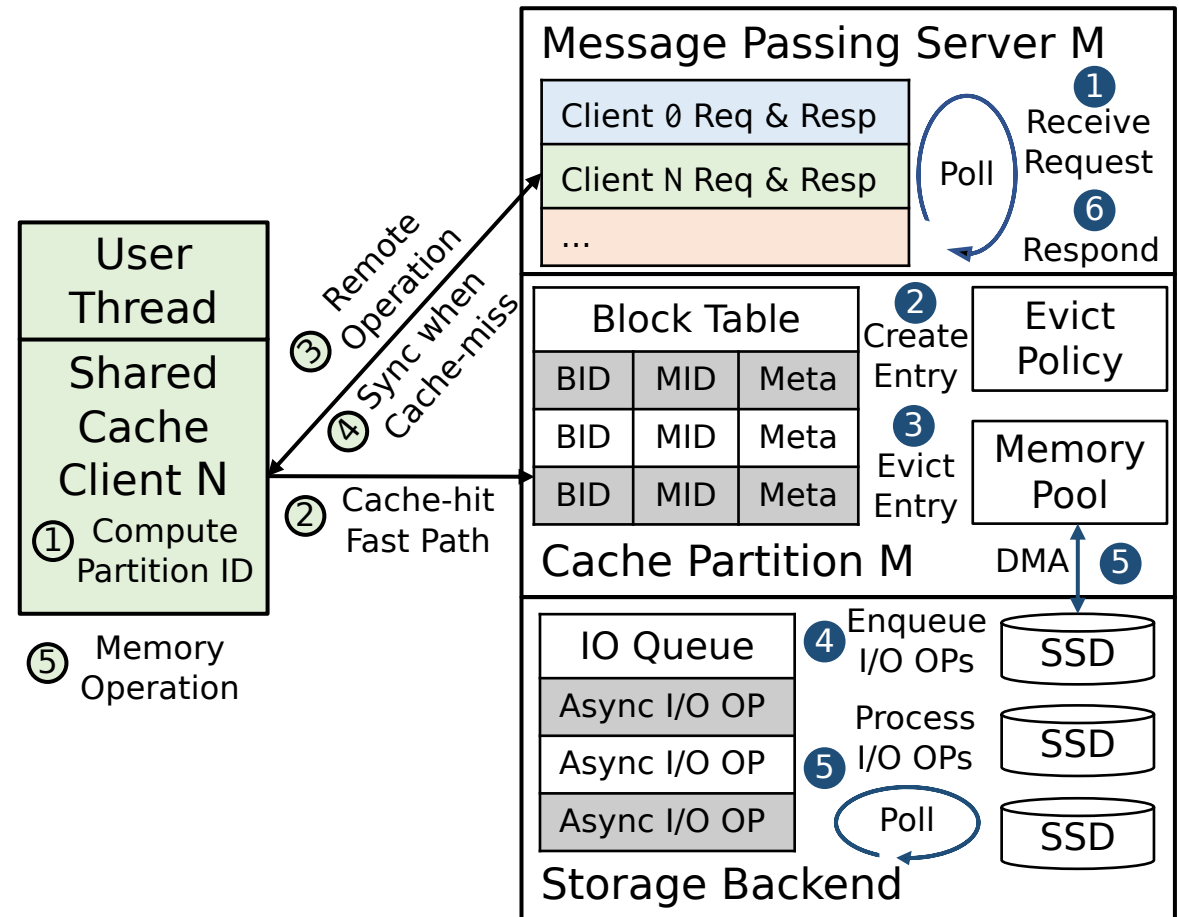 User
Thread
Shared
Cache
Client N
1 Compute
Partition ID
5 Memory
Operation
3 Remote
Operation
4 Sync when
Cache-miss
2 Cache-hit
Fast Path
Message Passing Server M
Client 0 Req & Resp
Client N Req & Resp
...
Poll
1
Receive
Request
6
Respond
Block Table
BID MID Meta
BID MID Meta
BID MID Meta
2
Create
Entry
3
Evict
Entry
Evict
Policy
Memory
Pool
DMA 5
Cache Partition M
IO Queue
Async I/O OP
Async I/O OP
Async I/O OP
4 Enqueue
I/O OPs
5 Process
I/O OPs
Poll
SSD
SSD
SSD
Storage Backend